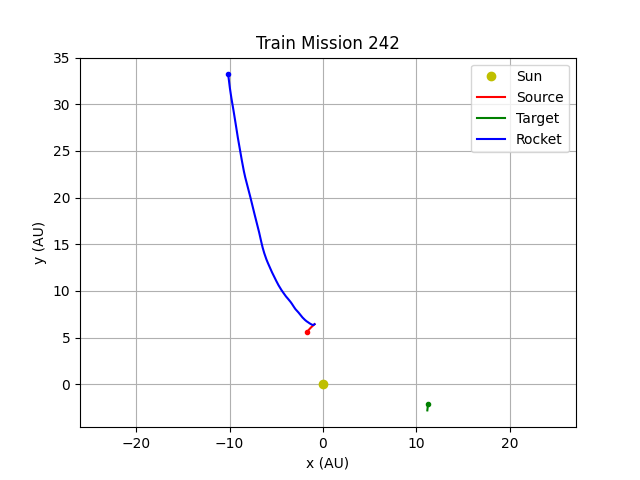 Train Mission 242
35
30
25
20
15
10
5
0
y (AU)
−20
−10
0
10
20
x (AU)
Sun
Source
Target
Rocket